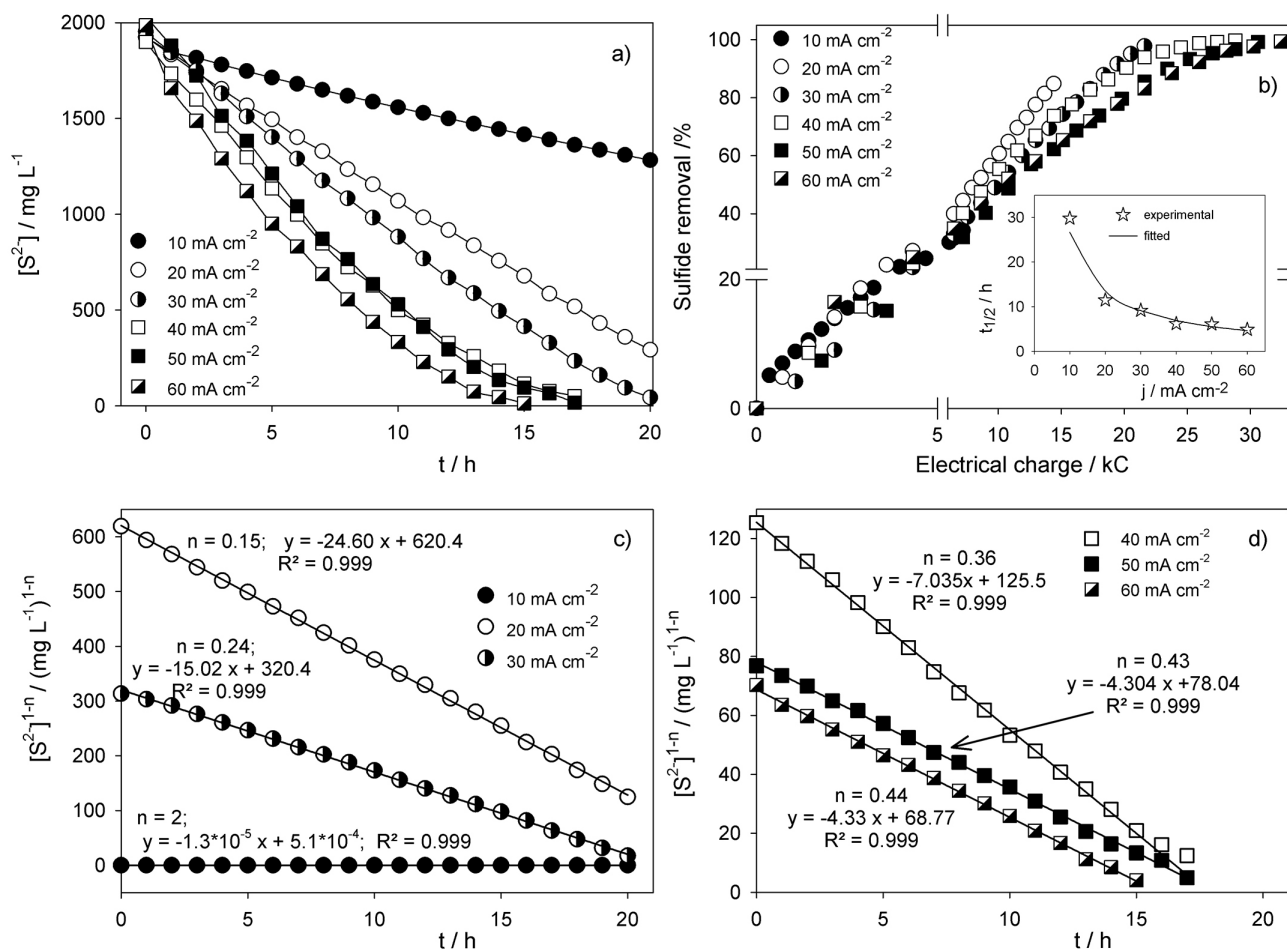 a)
2000
1500
1000
500
0
[S²⁻] / mg L⁻¹
10 mA cm⁻²
20 mA cm⁻²
30 mA cm⁻²
40 mA cm⁻²
50 mA cm⁻²
60 mA cm⁻²
0 5 10 15 20
t / h
b)
100
80
60
40
20
0
Sulfide removal /%
10 mA cm⁻²
20 mA cm⁻²
30 mA cm⁻²
40 mA cm⁻²
50 mA cm⁻²
60 mA cm⁻²
30
20
10
0
t1/2 / h
experimental
fitted
0 10 20 30 40 50 60
j / mA cm⁻²
0 5 10 15 20 25 30
Electrical charge / kC
c)
600
500
400
300
200
100
0
[S²⁻]¹⁻ⁿ / (mg L⁻¹)¹⁻ⁿ
n = 0.15; y = -24.60 x + 620.4
R² = 0.999
10 mA cm⁻²
20 mA cm⁻²
30 mA cm⁻²
n = 0.24;
y = -15.02 x + 320.4
R² = 0.999
n = 2;
y = -1.3*10⁻⁵ x + 5.1*10⁻⁴; R² = 0.999
0 5 10 15 20
t / h
d)
120
100
80
60
40
20
0
[S²⁻]¹⁻ⁿ / (mg L⁻¹)¹⁻ⁿ
40 mA cm⁻²
50 mA cm⁻²
60 mA cm⁻²
n = 0.36
y = -7.035x + 125.5
R² = 0.999
n = 0.43
y = -4.304 x +78.04
R² = 0.999
n = 0.44
y = -4.33 x + 68.77
R² = 0.999
0 5 10 15 20
t / h